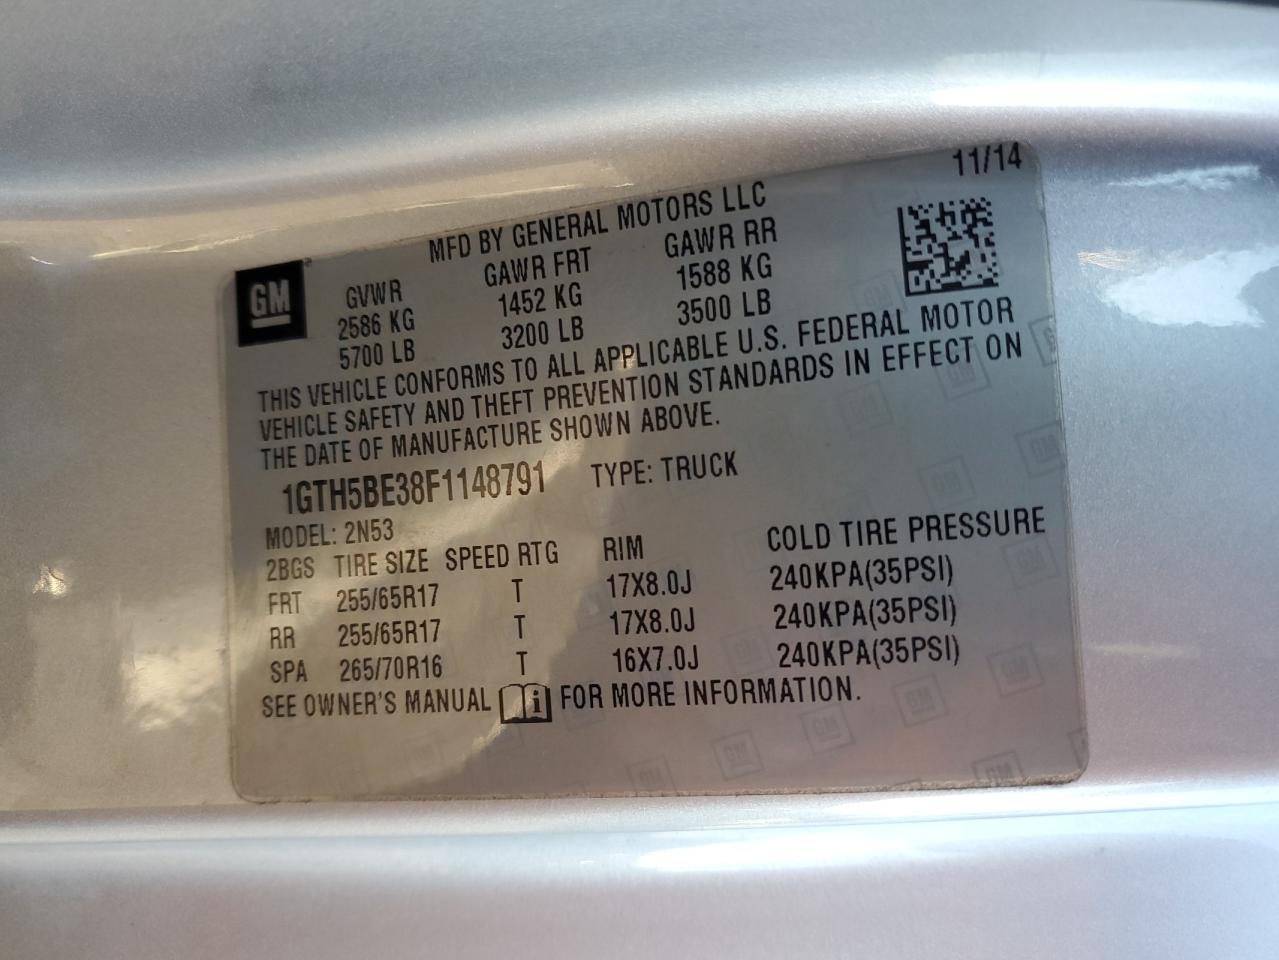 11/14
MFD BY GENERAL MOTORS LLC
GM
GVWR GAWR FRT GAWR RR
2586 KG 1452 KG 1588 KG
5700 LB 3200 LB 3500 LB
THIS VEHICLE CONFORMS TO ALL APPLICABLE U.S. FEDERAL MOTOR
VEHICLE SAFETY AND THEFT PREVENTION STANDARDS IN EFFECT ON
THE DATE OF MANUFACTURE SHOWN ABOVE.
1GTH5BE38F1148791 TYPE: TRUCK
MODEL: 2N53
2BGS TIRE SIZE SPEED RTG RIM COLD TIRE PRESSURE
FRT 255/65R17 T 17X8.0J 240KPA(35PSI)
RR 255/65R17 T 17X8.0J 240KPA(35PSI)
SPA 265/70R16 T 16X7.0J 240KPA(35PSI)
SEE OWNER'S MANUAL i FOR MORE INFORMATION.